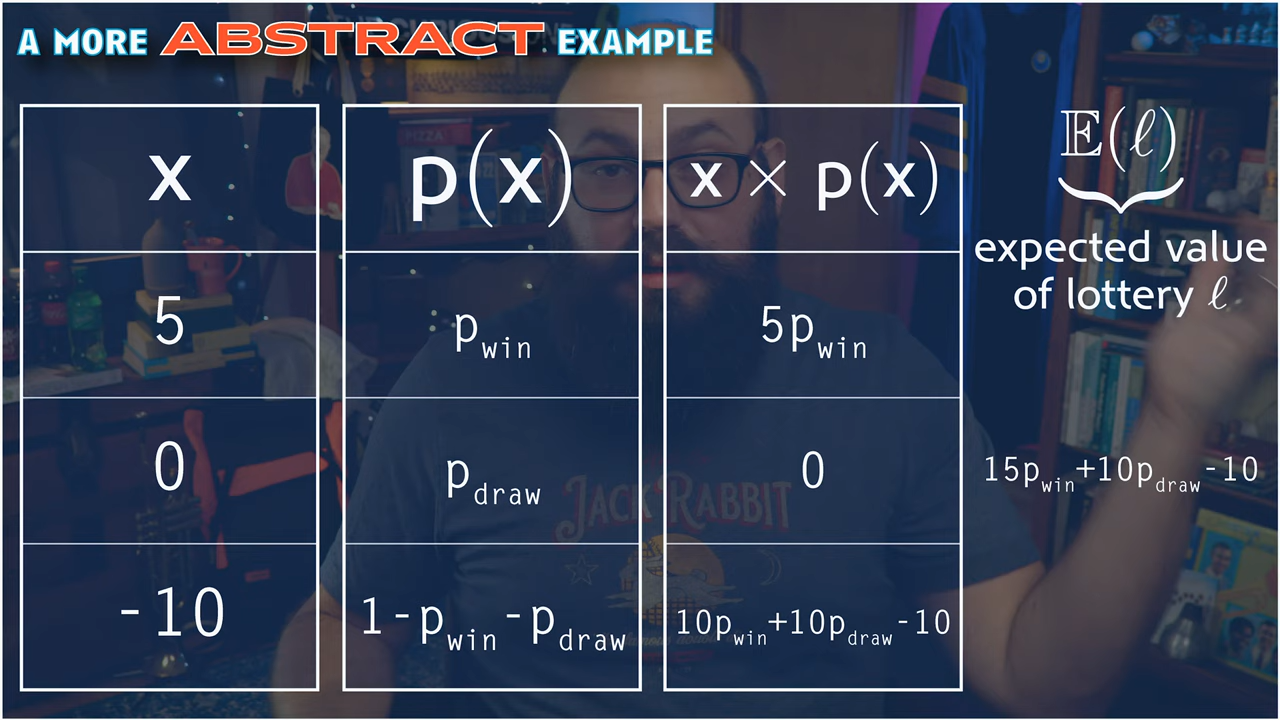 A MORE ABSTRACT EXAMPLE
x p(x) x × p(x) 𝔼(ℓ)
expected value
of lottery ℓ
5 p_win 5p_win
0 p_draw 0 15p_win+10p_draw-10
-10 1-p_win-p_draw 10p_win+10p_draw-10
JACK RABBIT
PIZZA